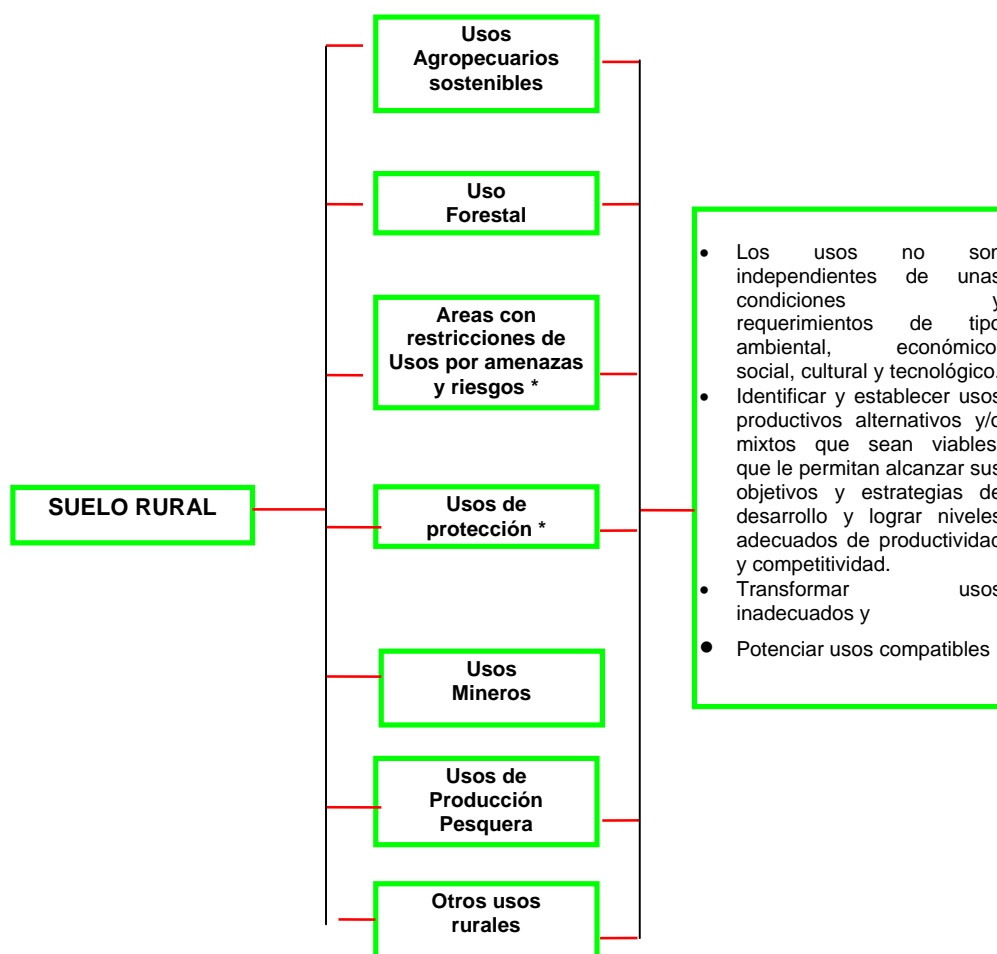 Usos
Agropecuarios
sostenibles
Uso
Forestal
Areas con
restricciones de
Usos por amenazas
y riesgos *
SUELO RURAL
Usos de
protección *
Usos
Mineros
Usos de
Producción
Pesquera
Otros usos
rurales
• Los usos no son
independientes de unas
condiciones y
requerimientos de tipo
ambiental, económico
social, cultural y tecnológico.
• Identificar y establecer usos
productivos alternativos y/o
mixtos que sean viables
que le permitan alcanzar sus
objetivos y estrategias de
desarrollo y lograr niveles
adecuados de productividad
y competitividad.
• Transformar usos
inadecuados y
• Potenciar usos compatibles